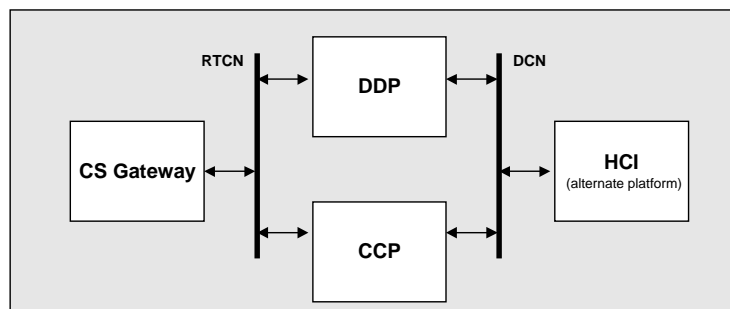 RTCN
DCN
DDP
CS Gateway
HCI
(alternate platform)
CCP